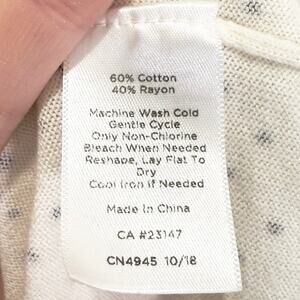 60% Cotton
40% Rayon
Machine Wash Cold
Gentle Cycle
Only Non-Chlorine
Bleach When Needed
Reshape, Lay Flat To
Dry
Cool Iron if Needed
Made In China
CA #23147
CN4945 10/18